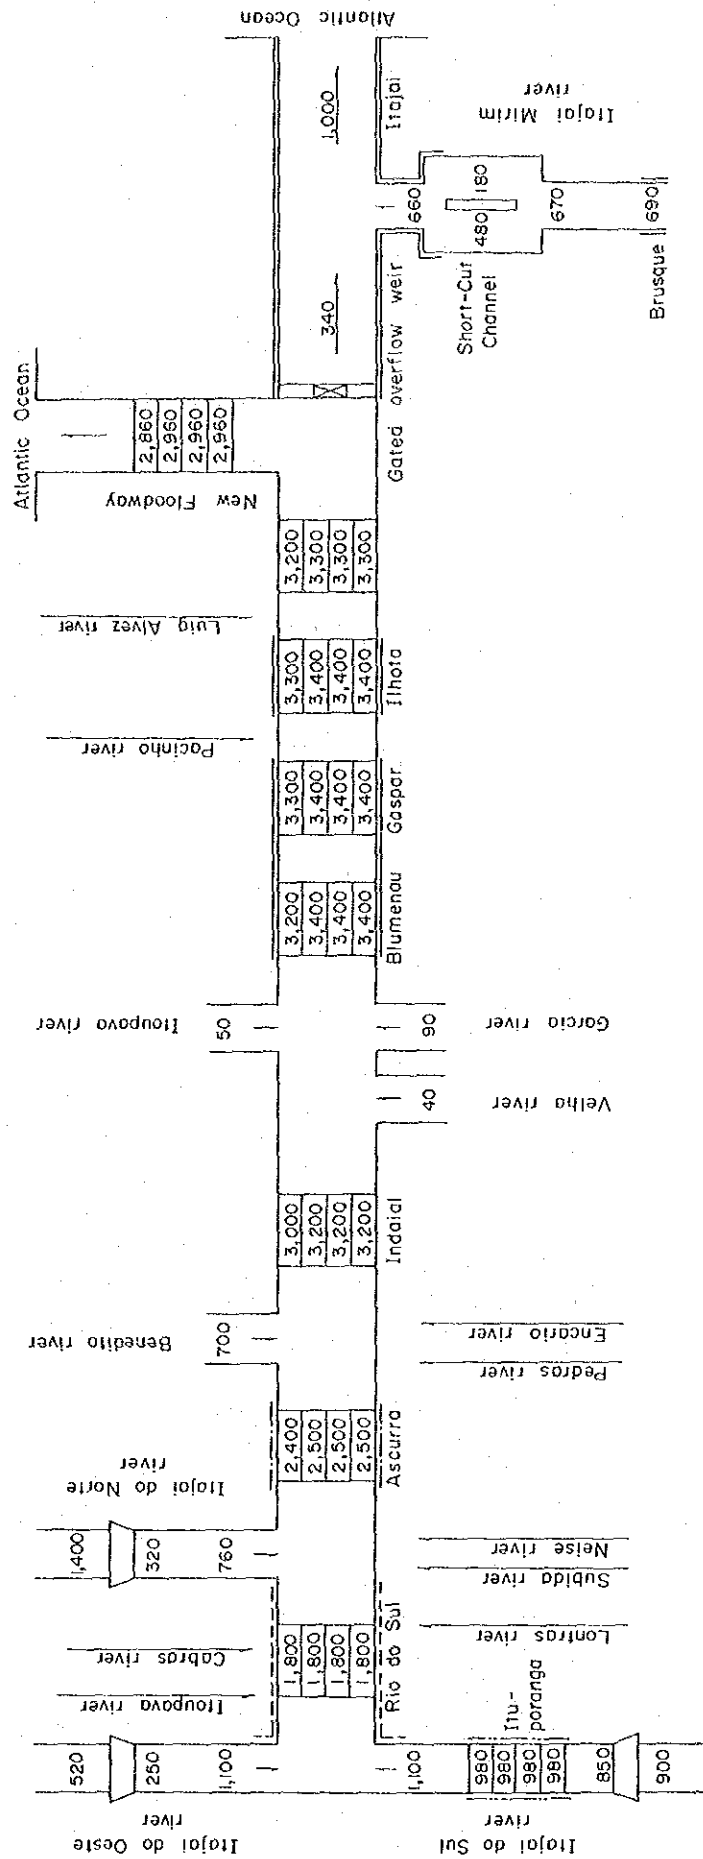 Atlantic Ocean
Itajai do Oeste
river
520
250
1,100
Itoupava river
Cabras river
Itajai do Norte
river
1,400
320
760
Benedito river
700
Itoupava river
50
Pacinho river
Luig Alvez river
New Floodway
Atlantic Ocean
2,860
2,960
2,960
2,960
1,800
1,800
1,800
1,800
Rio do Sul
2,400
2,500
2,500
2,500
Ascurra
3,000
3,200
3,200
3,200
Indaial
3,200
3,400
3,400
3,400
Blumenau
3,300
3,400
3,400
3,400
Gaspar
3,300
3,400
3,400
3,400
Ilhota
3,200
3,300
3,300
3,300
Gated overflow weir
340
1,000
Itajai
Itajai do Sul
river
1,100
980
980
980
980
Itu-
poranga
850
900
Lontras river
Subida river
Neise river
Pedras river
Encario river
40
Velha river
90
Garcia river
660
480
180
Short-Cut
Channel
670
690
Brusque
Itajai Mirim
river